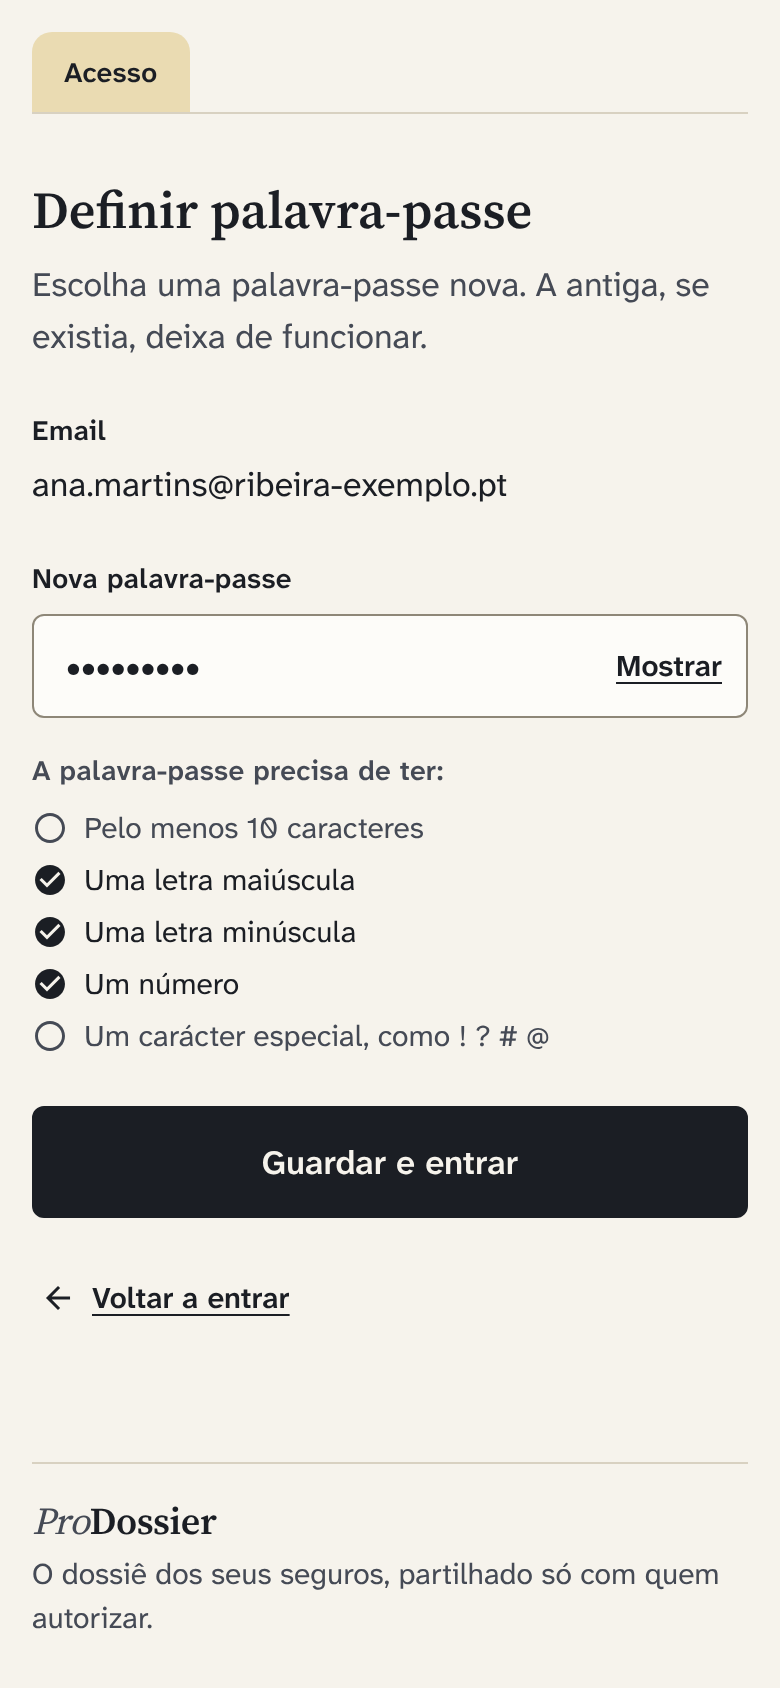 Acesso
Definir palavra-passe
Escolha uma palavra-passe nova. A antiga, se
existia, deixa de funcionar.
Email
ana.martins@ribeira-exemplo.pt
Nova palavra-passe
•••••••••
Mostrar
A palavra-passe precisa de ter:
Pelo menos 10 caracteres
Uma letra maiúscula
Uma letra minúscula
Um número
Um carácter especial, como ! ? # @
Guardar e entrar
← Voltar a entrar
ProDossier
O dossiê dos seus seguros, partilhado só com quem
autorizar.